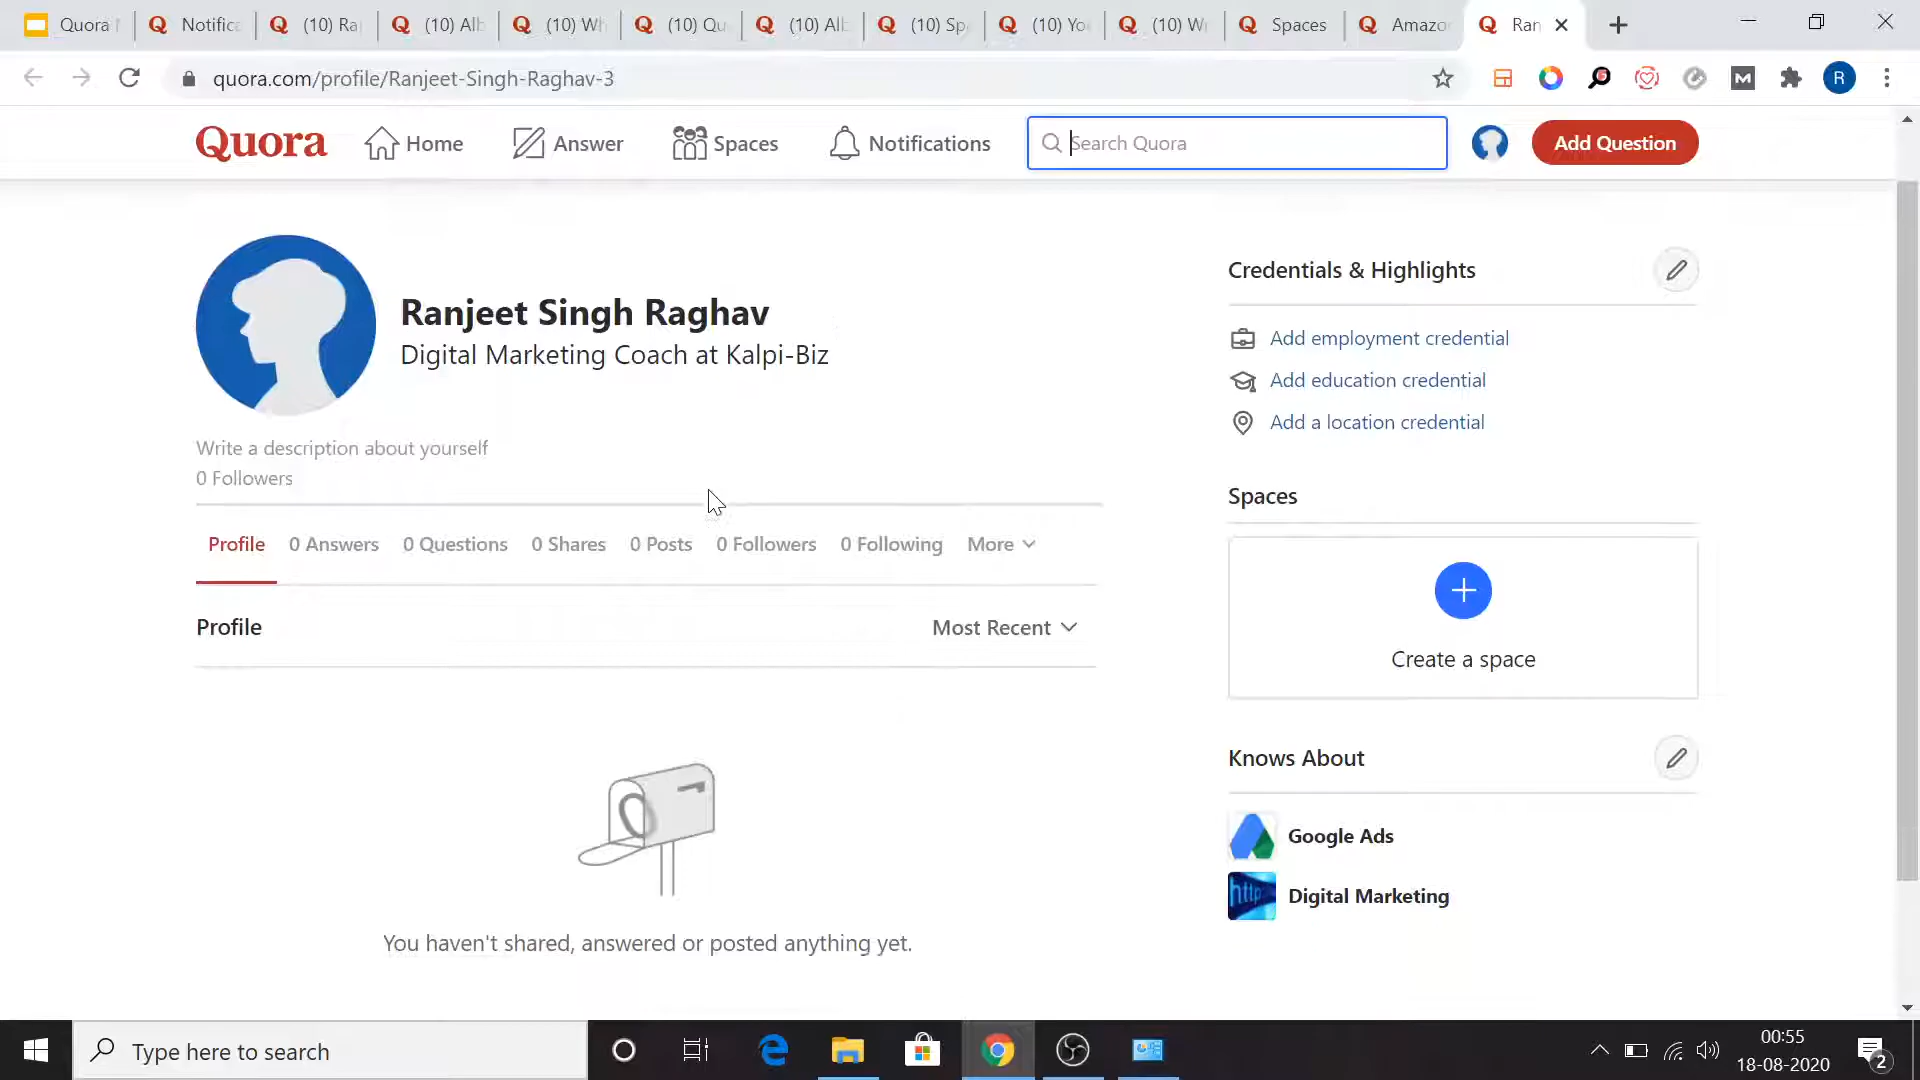 Quora
Notific
(10) Ra
(10) Alb
(10) Wh
(10) Qu
(10) Alb
(10) Sp
(10) Yo
(10) W
Spaces
Amazo
Ran
quora.com/profile/Ranjeet-Singh-Raghav-3
R
Quora
Home
Answer
Spaces
Notifications
Search Quora
Add Question
Ranjeet Singh Raghav
Digital Marketing Coach at Kalpi-Biz
Write a description about yourself
0 Followers
Profile
0 Answers
0 Questions
0 Shares
0 Posts
0 Followers
0 Following
More
Profile
Most Recent
You haven't shared, answered or posted anything yet.
Credentials & Highlights
Add employment credential
Add education credential
Add a location credential
Spaces
Create a space
Knows About
Google Ads
http
Digital Marketing
Type here to search
00:55
18-08-2020
2